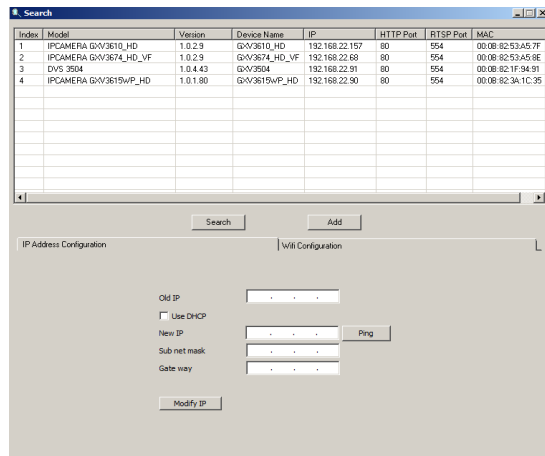 Search
Index Model Version Device Name IP HTTP Port RTSP Port MAC
1 IPCAMERA GXV3610_HD 1.0.2.9 GXV3610_HD 192.168.22.157 80 554 00:0B:82:53:A5:7F
2 IPCAMERA GXV3674_HD_VF 1.0.2.9 GXV3674_HD_VF 192.168.22.68 80 554 00:0B:82:53:A5:8E
3 DVS 3504 1.0.4.43 GXV3504 192.168.22.91 80 554 00:0B:82:1F:94:91
4 IPCAMERA GXV3615WP_HD 1.0.1.80 GXV3615WP_HD 192.168.22.90 80 554 00:0B:82:3A:1C:35
Search Add
IP Address Configuration Wifi Configuration
Old IP . . .
Use DHCP
New IP . . . Ping
Sub net mask . . .
Gate way . . .
Modify IP